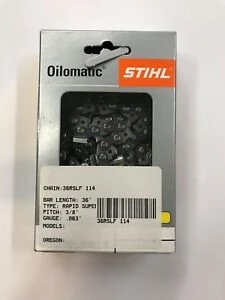 Oilomatic STIHL
CHAIN:36RSLF 114
BAR LENGTH: 36"
TYPE: RAPID SUPER
PITCH: 3/8"
GAUGE: .063"
MODELS:
36RSLF 114
OREGON: